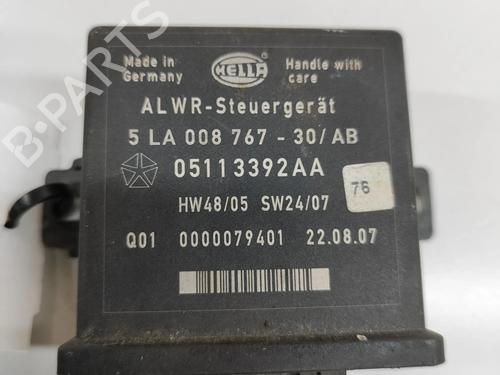 Made in
Germany
HELLA
Handle with
care
ALWR-Steuergerät
5 LA 008 767 - 30/AB
05113392AA
76
HW48/05 SW24/07
Q01 0000079401 22.08.07
B-PARTS